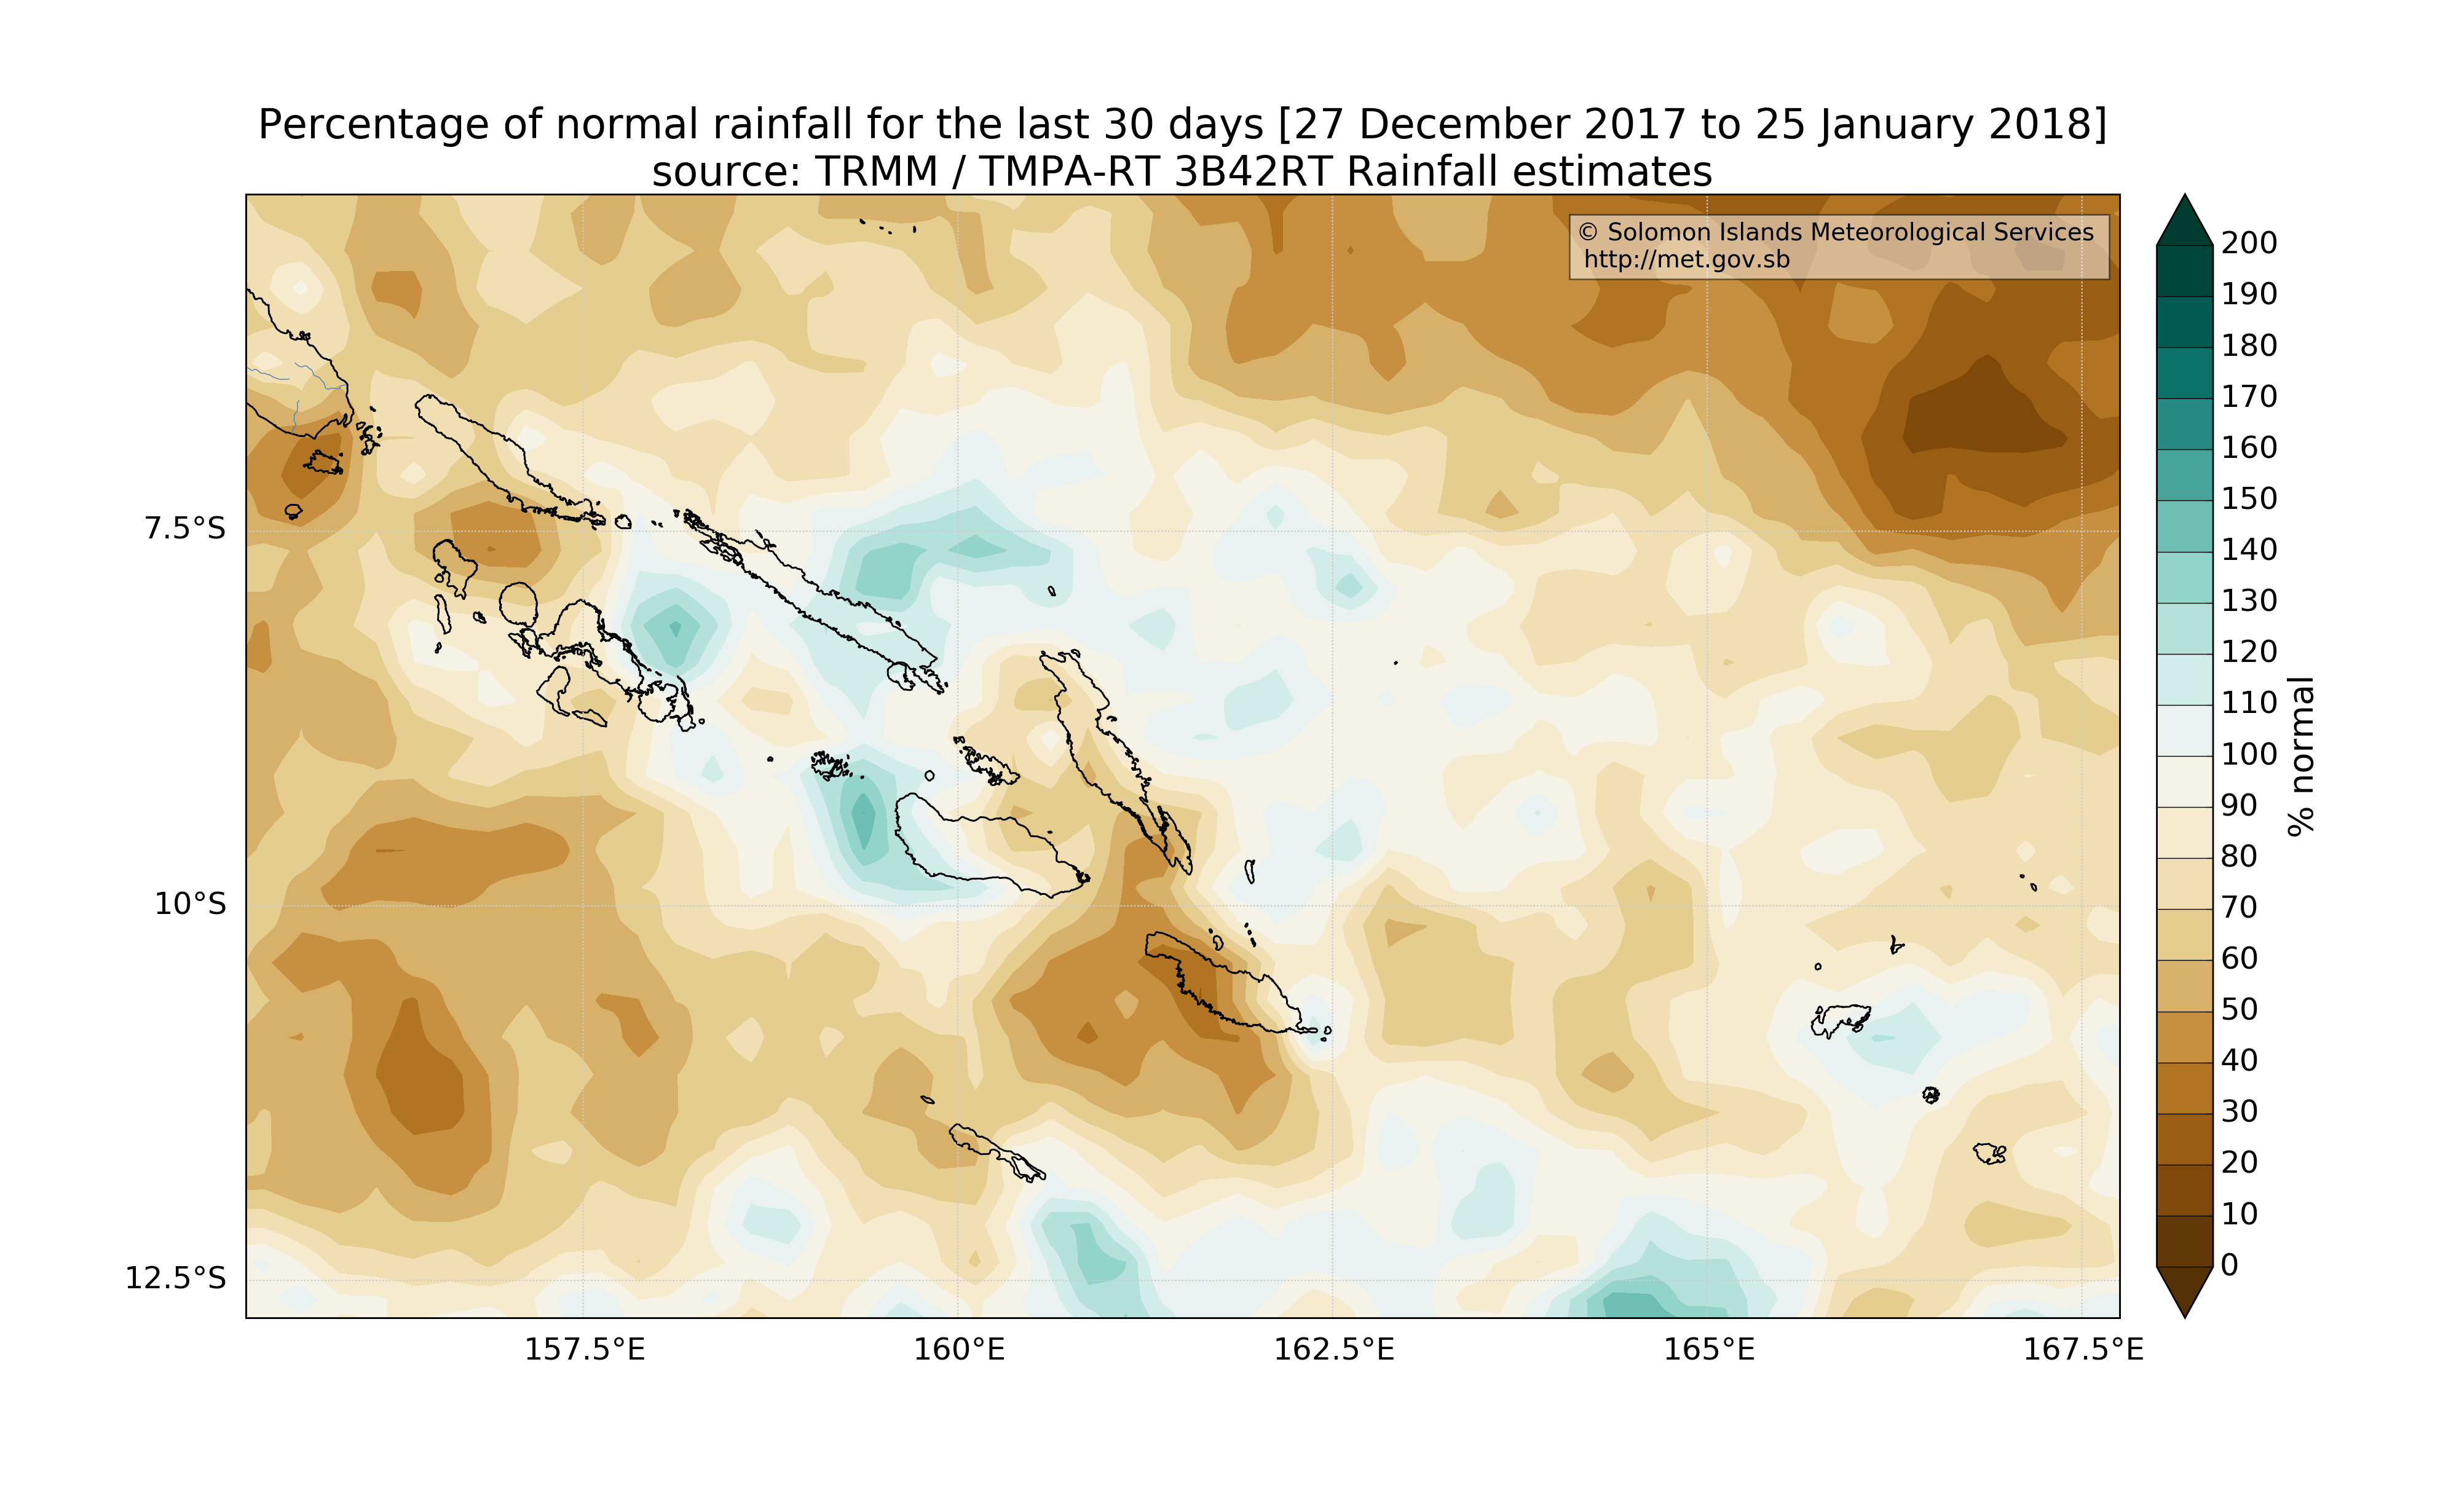 Percentage of normal rainfall for the last 30 days [27 December 2017 to 25 January 2018]
source: TRMM / TMPA-RT 3B42RT Rainfall estimates
© Solomon Islands Meteorological Services
http://met.gov.sb
7.5°S
10°S
12.5°S
157.5°E
160°E
162.5°E
165°E
167.5°E
200
190
180
170
160
150
140
130
120
110
100
90
80
70
60
50
40
30
20
10
0
% normal